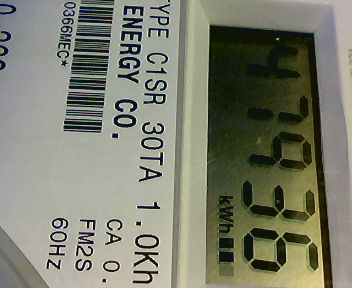 TYPE C1SR 30TA 1.0Kh
ENERGY CO.
CA 0.
FM2S
60HZ
0366MEC*
47936
kWh